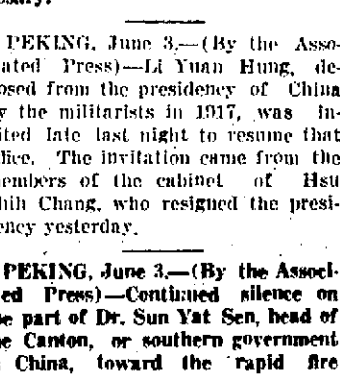 PEKING, June 3.—(By the Asso-
ated Press)—Li Yuan Hung, de-
osed from the presidency of China
y the militarists in 1917, was in-
ited late last night to resume that
ffice. The invitation came from the
embers of the cabinet of Hsu
hih Chang, who resigned the presi-
ency yesterday.
PEKING, June 3.—(By the Associ-
ed Press)—Continued silence on
he part of Dr. Sun Yat Sen, head of
he Canton, or southern government
China, toward the rapid fire